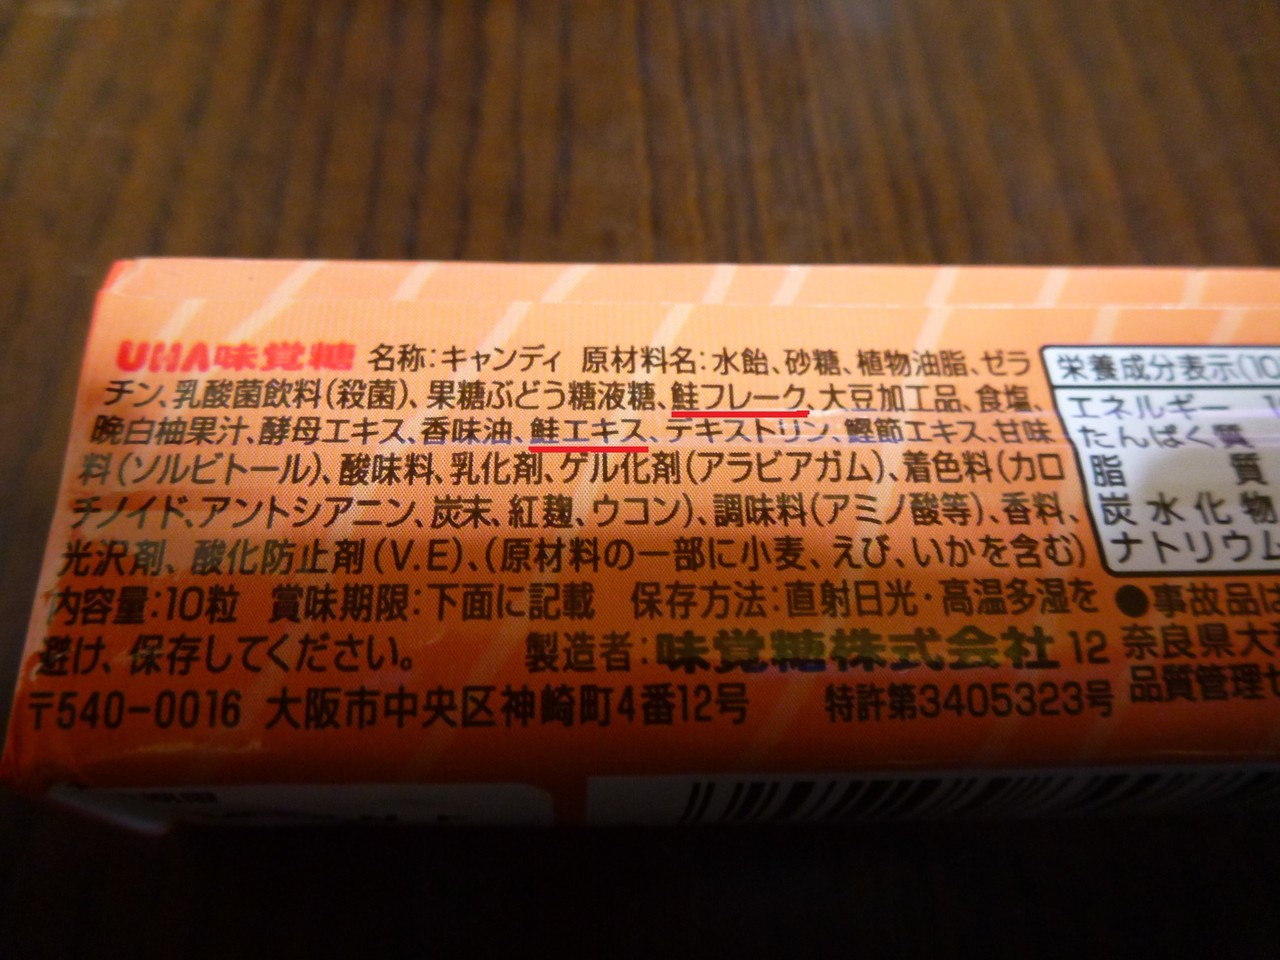 UHA味覚糖 名称:キャンディ 原材料名:水飴、砂糖、植物油脂、ゼラ
チン、乳酸菌飲料(殺菌)、果糖ぶどう糖液糖、鮭フレーク、大豆加工品、食塩、
晩白柚果汁、酵母エキス、香味油、鮭エキス、デキストリン、鰹節エキス、甘味
料(ソルビトール)、酸味料、乳化剤、ゲル化剤(アラビアガム)、着色料(カロ
チノイド、アントシアニン、炭末、紅麹、ウコン)、調味料(アミノ酸等)、香料、
光沢剤、酸化防止剤(V.E)、(原材料の一部に小麦、えび、いかを含む)
内容量:10粒 賞味期限:下面に記載 保存方法:直射日光・高温多湿を
避け、保存してください。 製造者:味覚糖株式会社 12
〒540-0016 大阪市中央区神崎町4番12号 特許第3405323号
栄養成分表示(10
エネルギー
たんぱく質
脂質
炭水化物
ナトリウム
●事故品は
奈良県大
品質管理セ